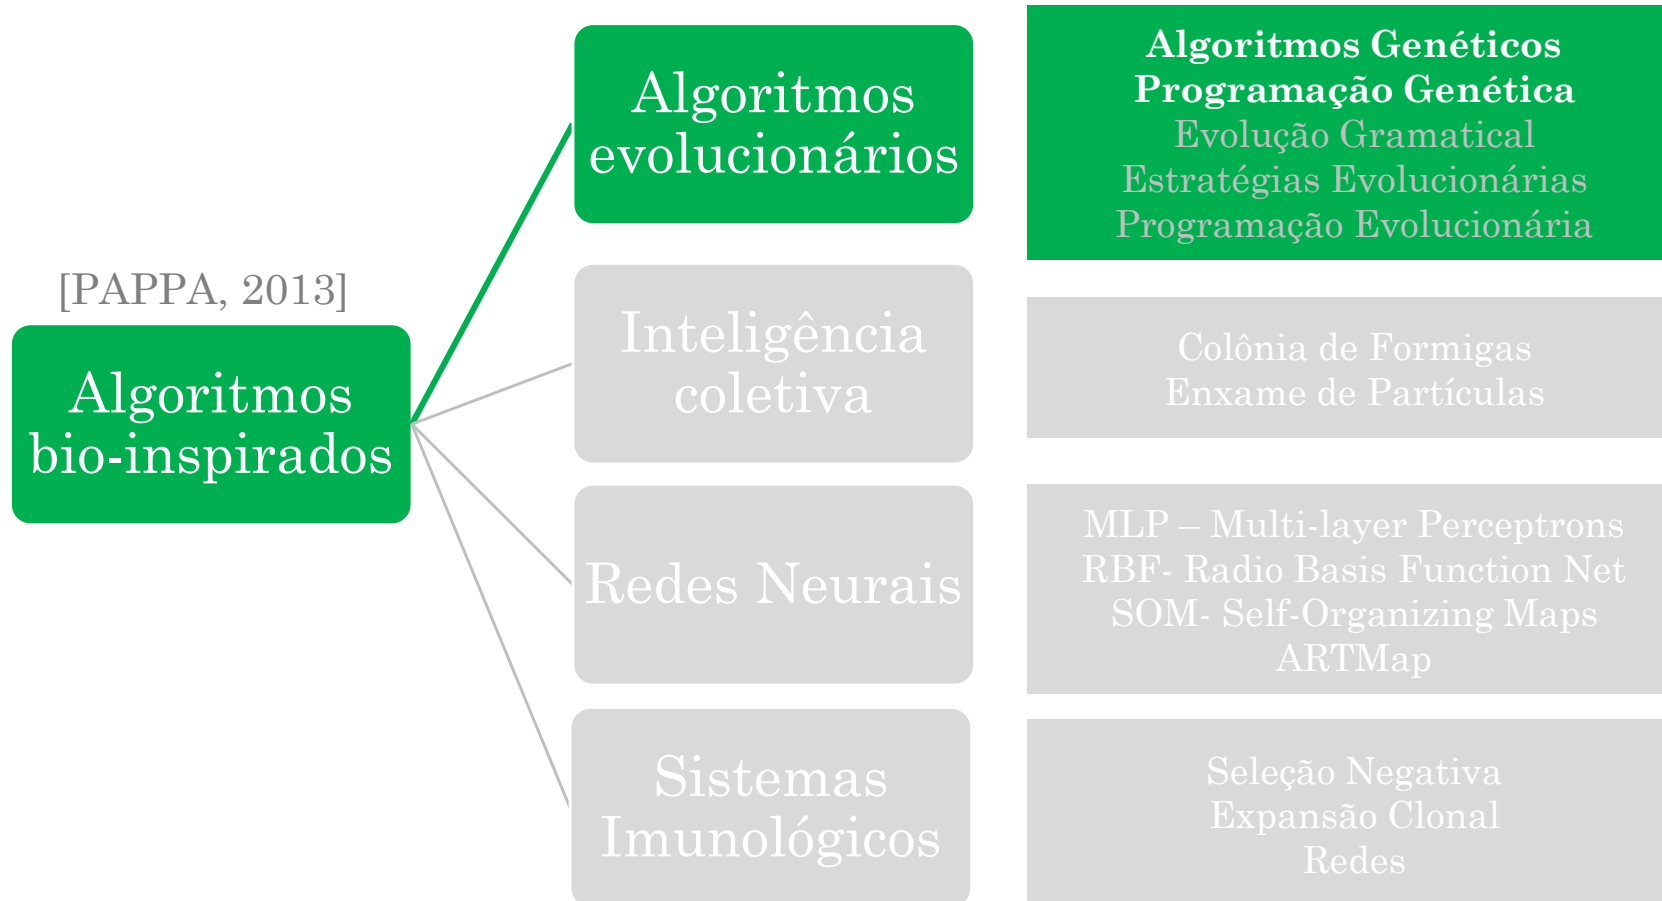 [PAPPA, 2013]
Algoritmos
bio-inspirados
Algoritmos
evolucionários
Algoritmos Genéticos
Programação Genética
Evolução Gramatical
Estratégias Evolucionárias
Programação Evolucionária
Inteligência
coletiva
Colônia de Formigas
Enxame de Partículas
Redes Neurais
MLP – Multi-layer Perceptrons
RBF- Radio Basis Function Net
SOM- Self-Organizing Maps
ARTMap
Sistemas
Imunológicos
Seleção Negativa
Expansão Clonal
Redes